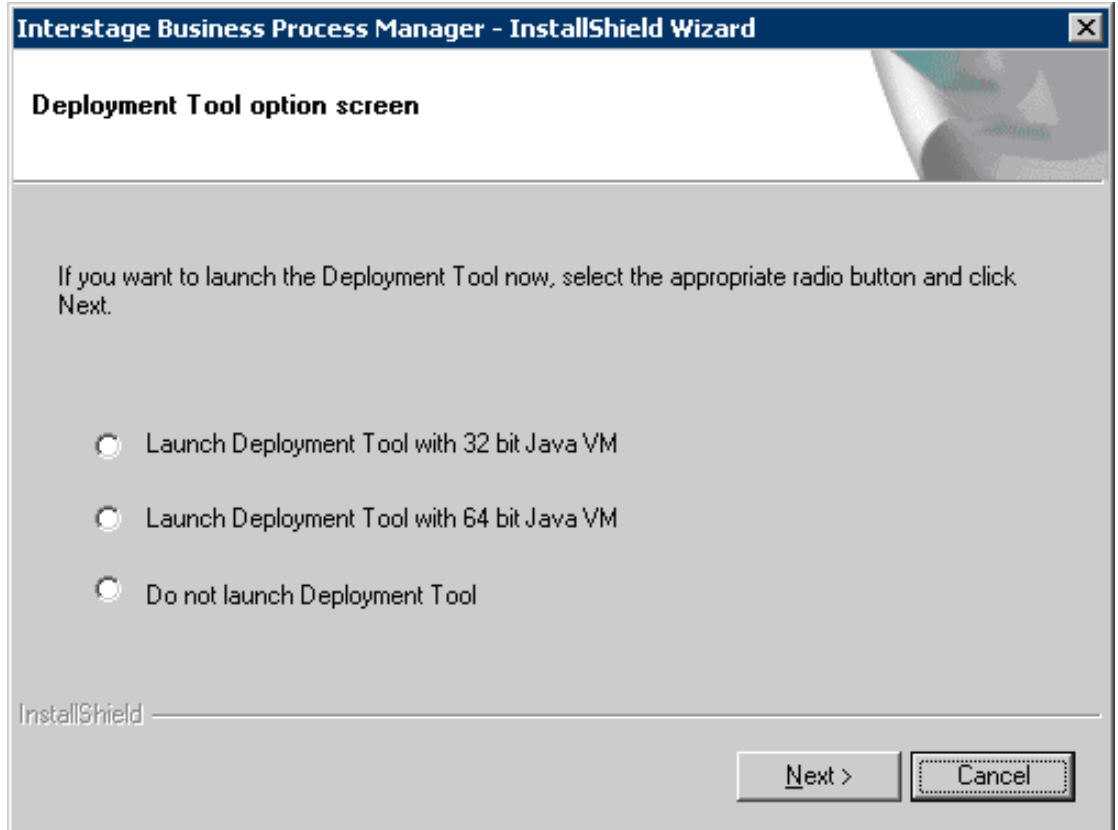 Interstage Business Process Manager - InstallShield Wizard
Deployment Tool option screen
If you want to launch the Deployment Tool now, select the appropriate radio button and click
Next.
Launch Deployment Tool with 32 bit Java VM
Launch Deployment Tool with 64 bit Java VM
Do not launch Deployment Tool
InstallShield
Next >
Cancel